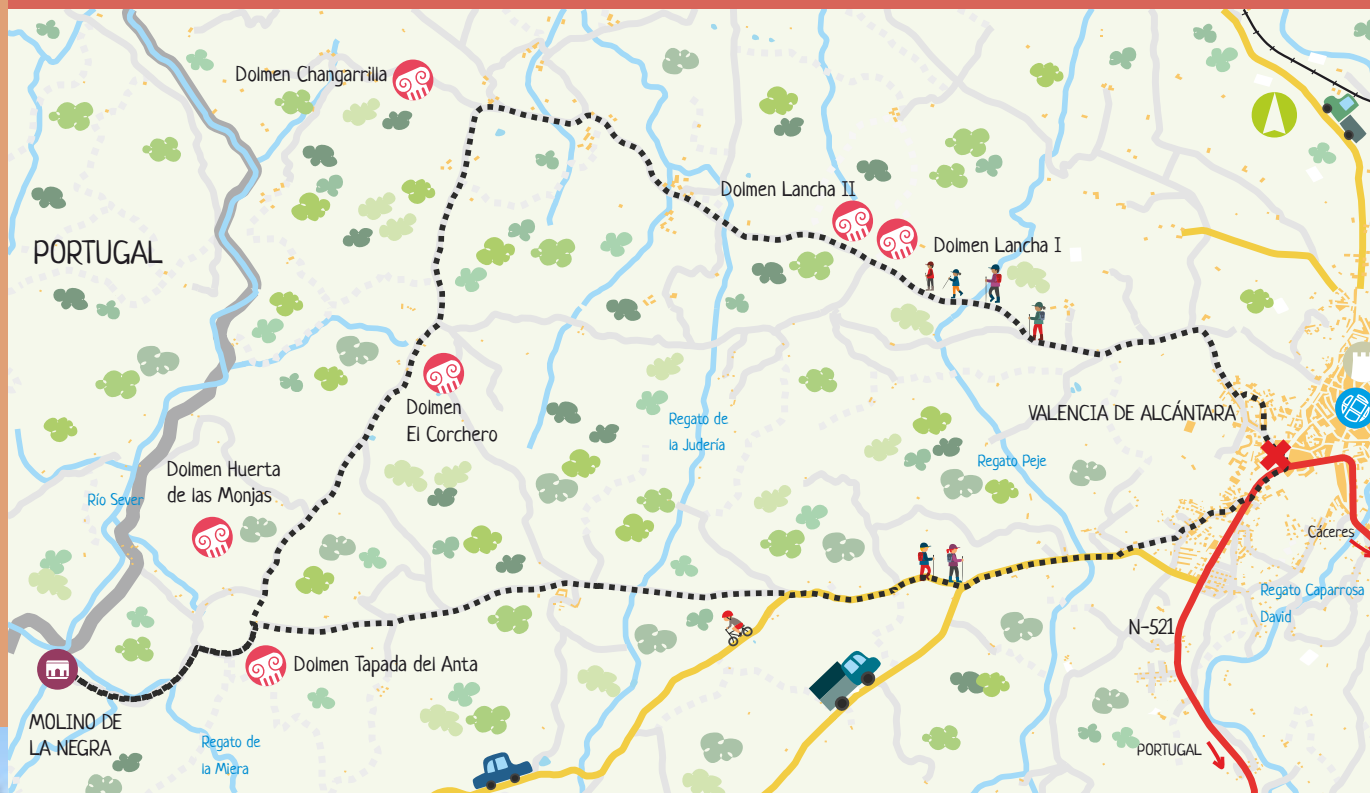 Dolmen Changarrilla
Dolmen Lancha II
Dolmen Lancha I
PORTUGAL
Dolmen
El Corchero
VALENCIA DE ALCÁNTARA
Regato de
la Judería
Regato Peje
Dolmen Huerta
de las Monjas
Río Sever
Cáceres
Regato Caparrosa
David
N-521
Dolmen Tapada del Anta
MOLINO DE
LA NEGRA
Regato de
la Miera
PORTUGAL